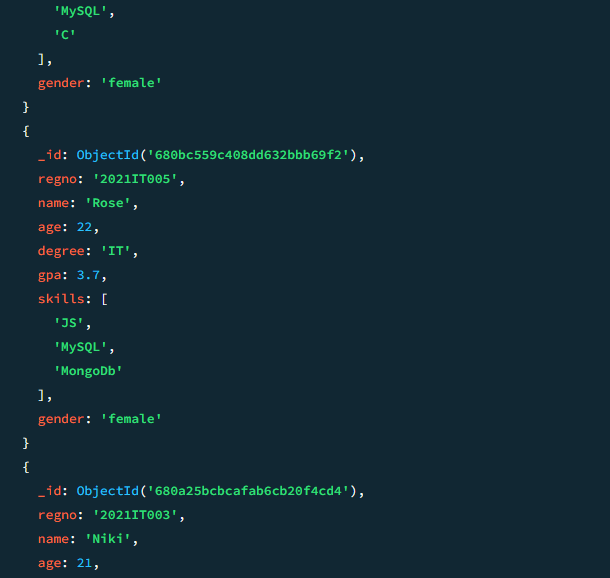 'MySQL',
'C'
],
gender: 'female'
}
{
_id: ObjectId('680bc559c408dd632bbb69f2'),
regno: '2021IT005',
name: 'Rose',
age: 22,
degree: 'IT',
gpa: 3.7,
skills: [
'JS',
'MySQL',
'MongoDb'
],
gender: 'female'
}
{
_id: ObjectId('680a25bcbcafab6cb20f4cd4'),
regno: '2021IT003',
name: 'Niki',
age: 21,